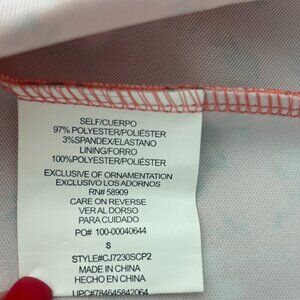 SELF/CUERPO
97% POLYESTER/POLIÉSTER
3%SPANDEX/ELASTANO
LINING/FORRO
100%POLYESTER/POLIÉSTER
EXCLUSIVE OF ORNAMENTATION
EXCLUSIVO LOS ADORNOS
RN# 58909
CARE ON REVERSE
VER AL DORSO
PARA CUIDADO
PO# 100-00040644
S
STYLE#CJ7230SCP2
MADE IN CHINA
HECHO EN CHINA
UPC#784645842064